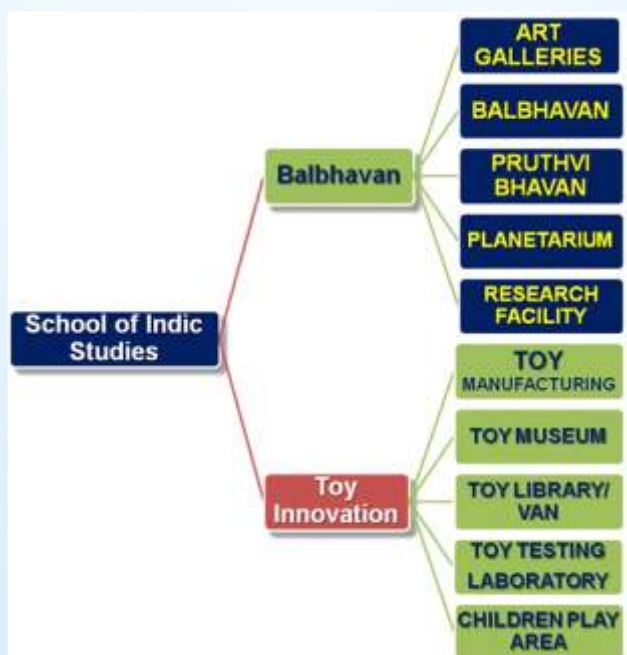 School of Indic
Studies
Balbhavan
ART
GALLERIES
BALBHAVAN
PRUTHVI
BHAVAN
PLANETARIUM
RESEARCH
FACILITY
Toy
Innovation
TOY
MANUFACTURING
TOY MUSEUM
TOY LIBRARY/
VAN
TOY TESTING
LABORATORY
CHILDREN PLAY
AREA